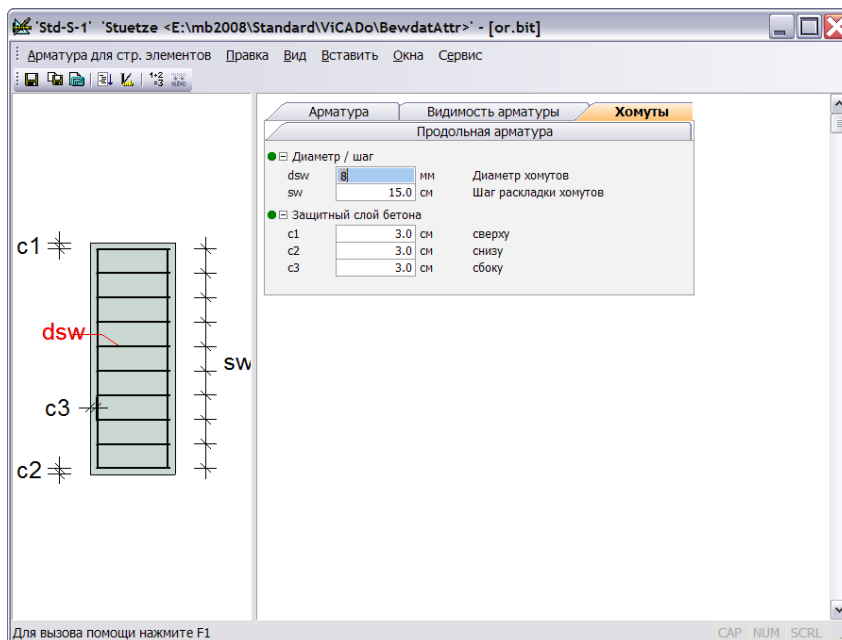 'Std-S-1' 'Stuetze <E:\mb2008\Standard\ViCADo\BewdatAttr>' - [or.bit]
Арматура для стр. элементов Правка Вид Вставить Окна Сервис
Арматура Видимость арматуры Хомуты
Продольная арматура
Диаметр / шаг
dsw 8 мм Диаметр хомутов
sw 15.0 см Шаг раскладки хомутов
Защитный слой бетона
c1 3.0 см сверху
c2 3.0 см снизу
c3 3.0 см сбоку
c1
dsw
sw
c3
c2
Для вызова помощи нажмите F1 CAP NUM SCRL